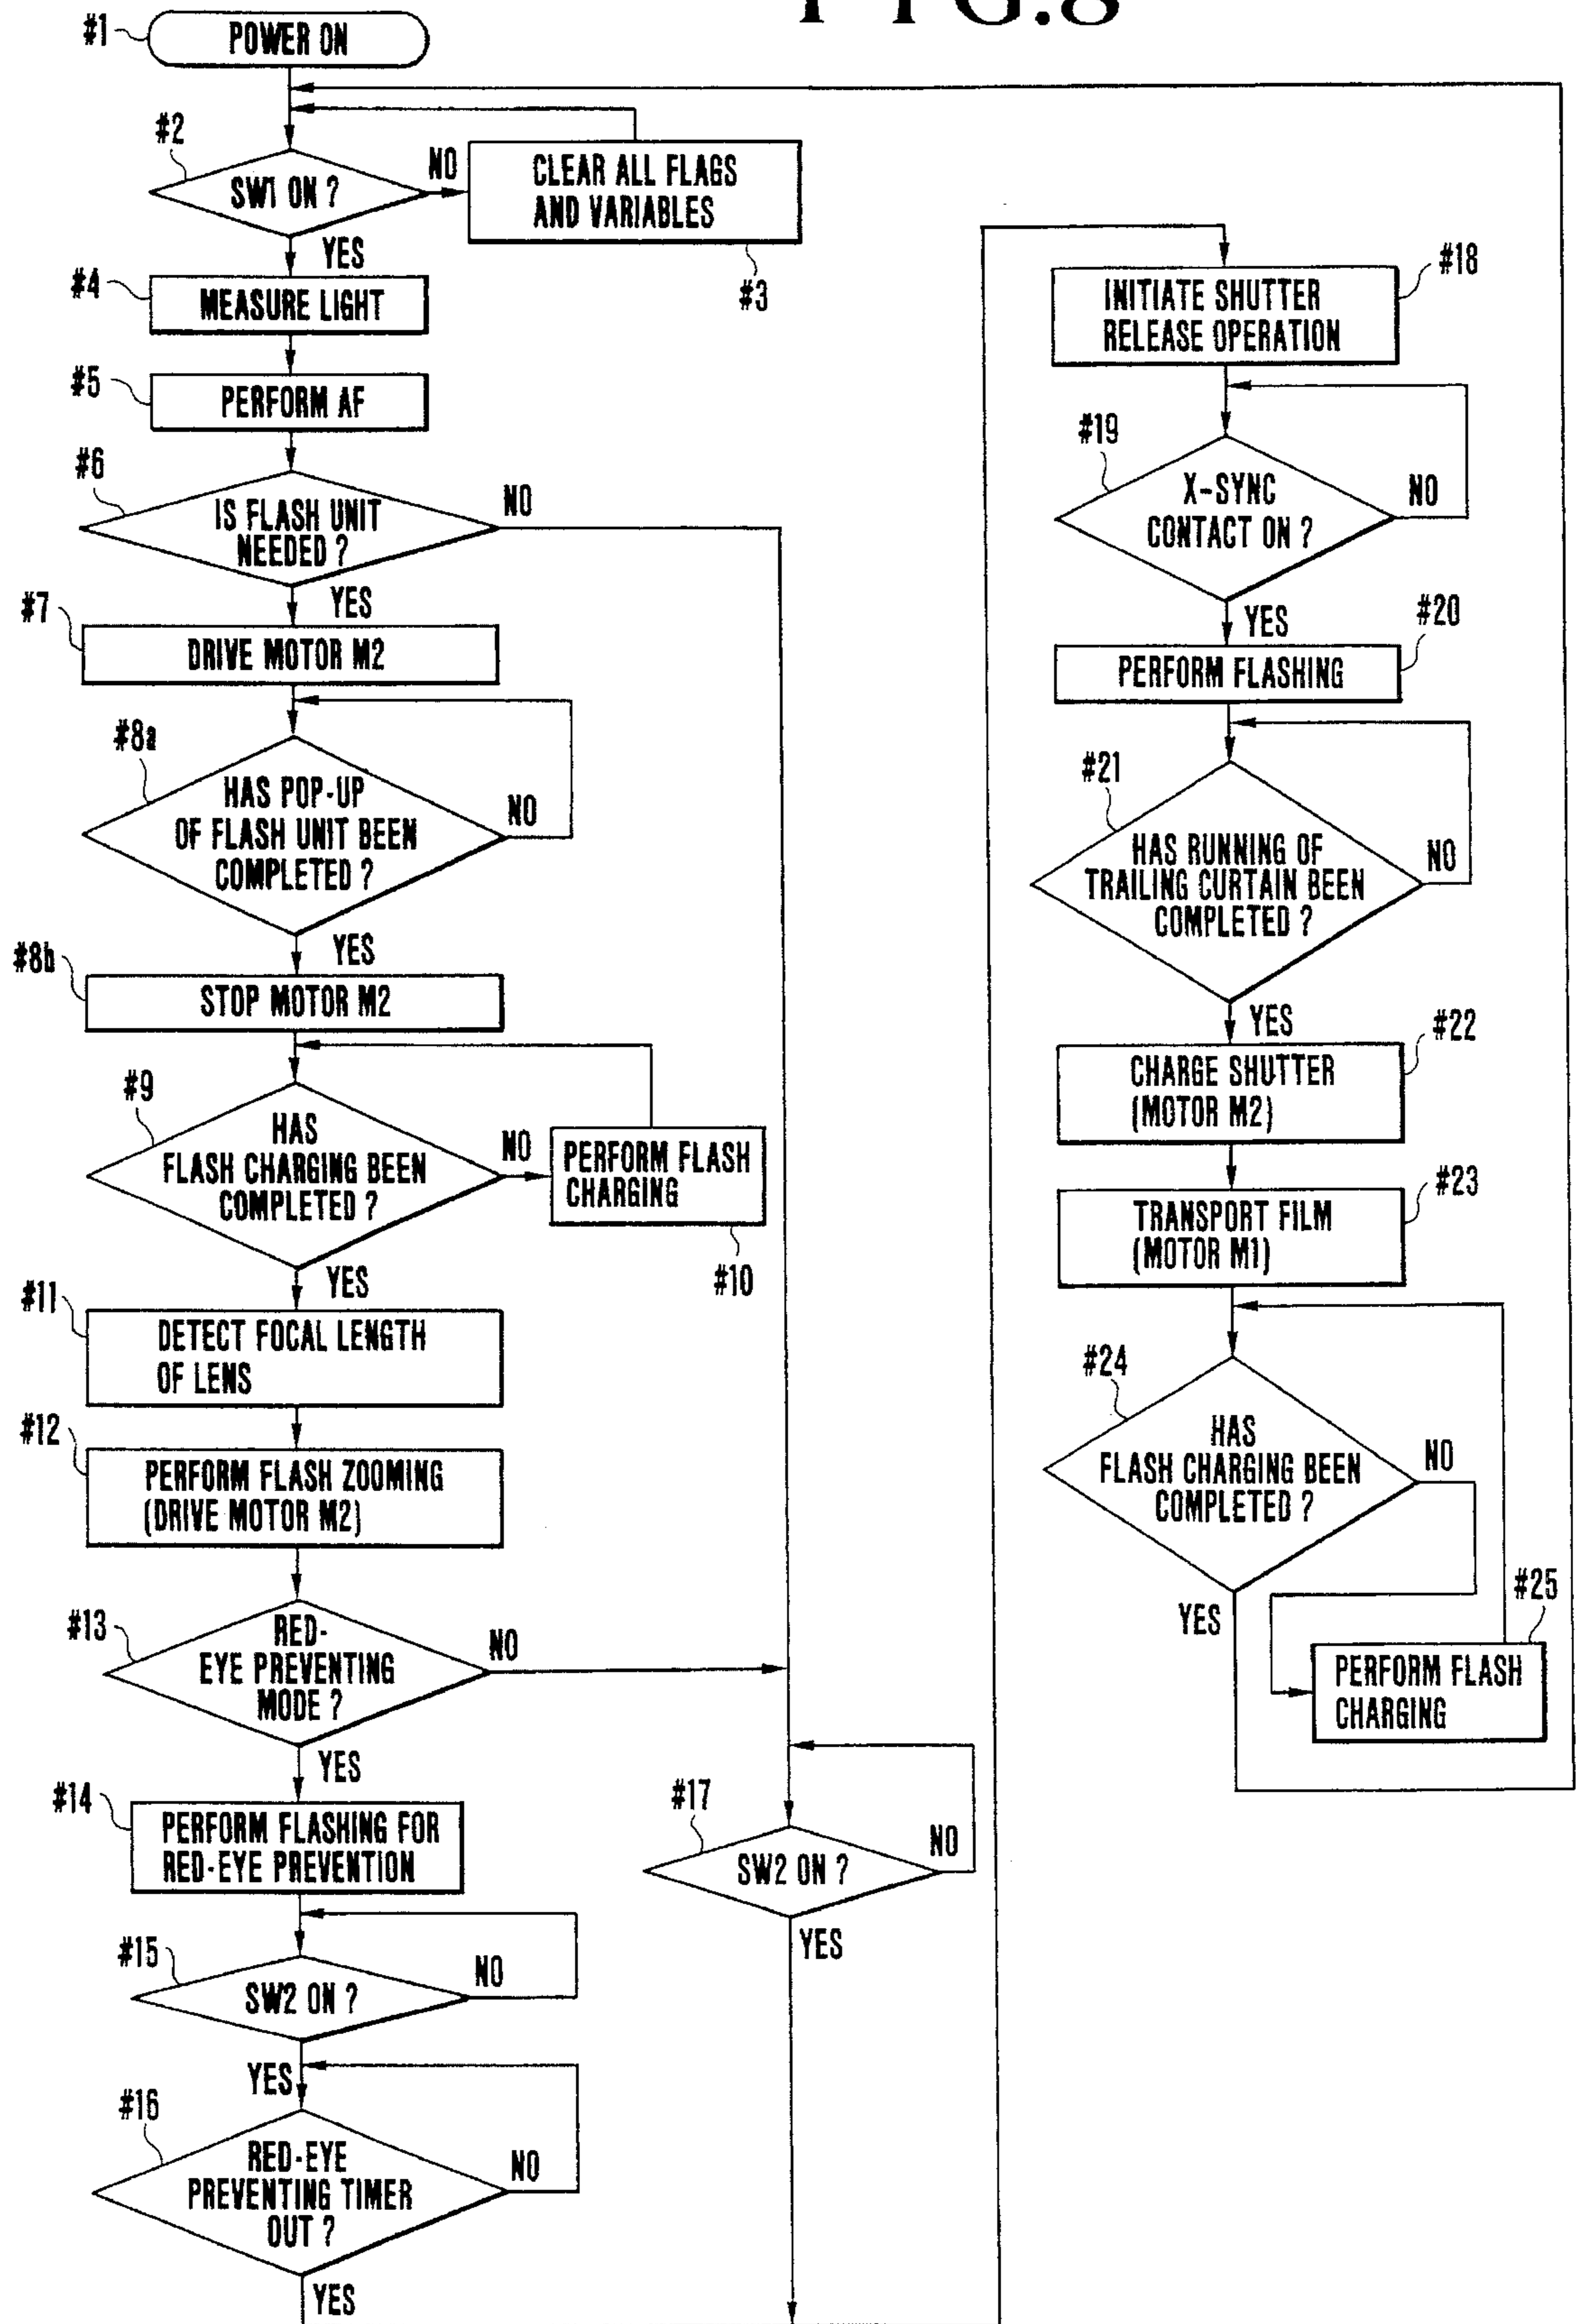 FIG.8
#1
POWER ON
#2
SW1 ON ?
NO
CLEAR ALL FLAGS
AND VARIABLES
#3
YES
#4
MEASURE LIGHT
#5
PERFORM AF
#6
IS FLASH UNIT
NEEDED ?
NO
YES
#7
DRIVE MOTOR M2
#8a
HAS POP-UP
OF FLASH UNIT BEEN
COMPLETED ?
NO
YES
#8b
STOP MOTOR M2
#9
HAS
FLASH CHARGING BEEN
COMPLETED ?
NO
PERFORM FLASH
CHARGING
#10
YES
#11
DETECT FOCAL LENGTH
OF LENS
#12
PERFORM FLASH ZOOMING
(DRIVE MOTOR M2)
#13
RED-
EYE PREVENTING
MODE ?
NO
YES
#14
PERFORM FLASHING FOR
RED-EYE PREVENTION
#15
SW2 ON ?
NO
YES
#16
RED-EYE
PREVENTING TIMER
OUT ?
NO
YES
#17
SW2 ON ?
NO
YES
#18
INITIATE SHUTTER
RELEASE OPERATION
#19
X-SYNC
CONTACT ON ?
NO
YES
#20
PERFORM FLASHING
#21
HAS RUNNING OF
TRAILING CURTAIN BEEN
COMPLETED ?
NO
YES
#22
CHARGE SHUTTER
(MOTOR M2)
#23
TRANSPORT FILM
(MOTOR M1)
#24
HAS
FLASH CHARGING BEEN
COMPLETED ?
NO
YES
#25
PERFORM FLASH
CHARGING